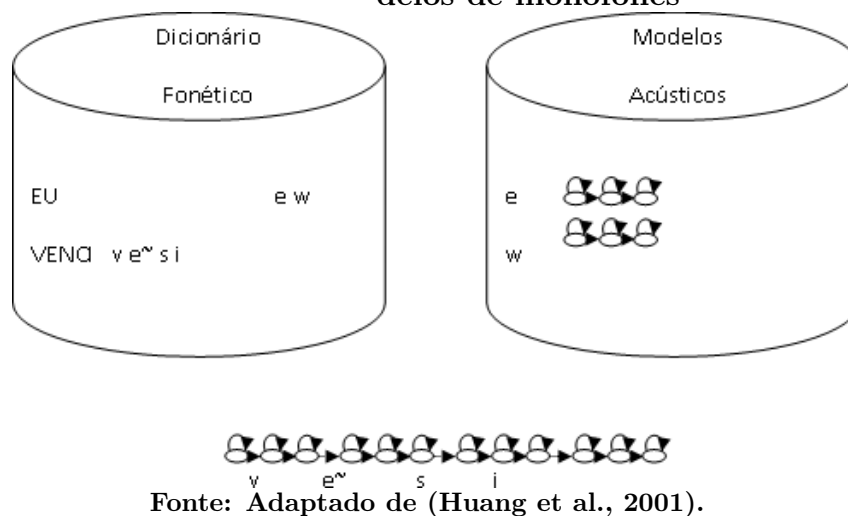 delos de monofones
Dicionário
Fonético
EU e w
VENCI v e~ s i
Modelos
Acústicos
e
w
v e~ s i
Fonte: Adaptado de (Huang et al., 2001).